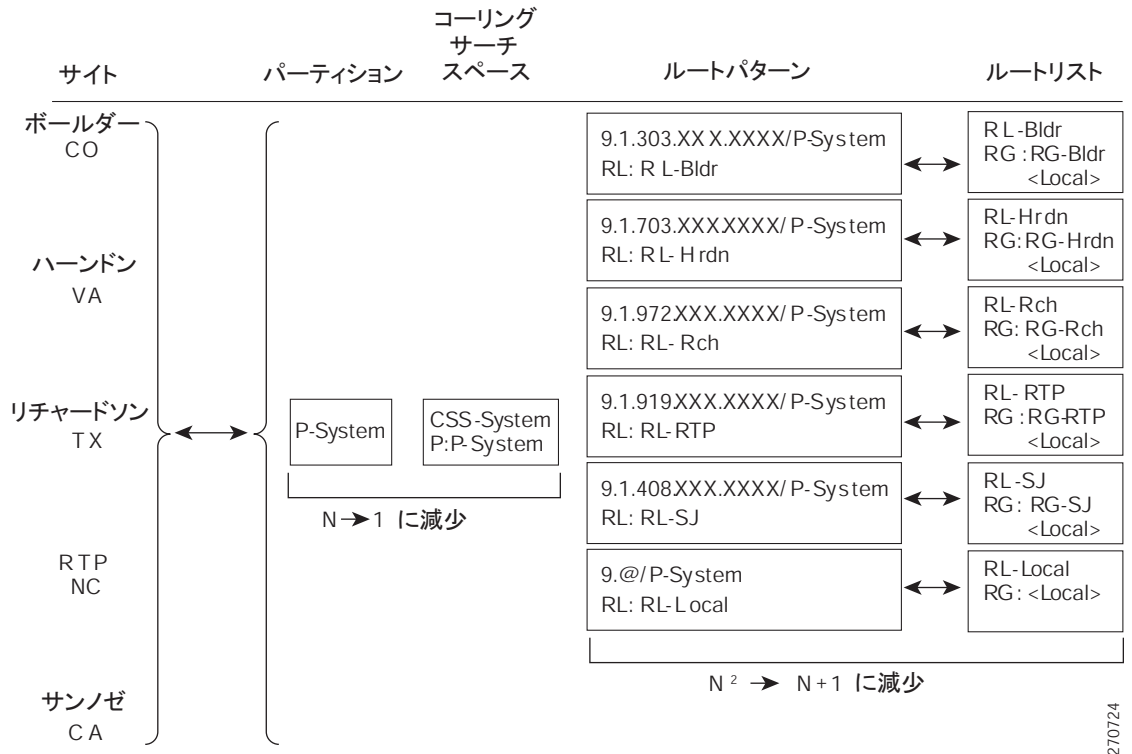 コーリング
サーチ
スペース
サイト
パーティション
ルートパターン
ルートリスト
ボールダー
CO
ハーンドン
VA
リチャードソン
TX
RTP
NC
サンノゼ
CA
P-System
CSS-System
P:P-System
N→1 に減少
9.1.303.XXX.XXXX/P-System
RL: RL-Bldr
RL-Bldr
RG:RG-Bldr
<Local>
9.1.703.XXX.XXXX/P-System
RL: RL-Hrdn
RL-Hrdn
RG:RG-Hrdn
<Local>
9.1.972.XXX.XXXX/P-System
RL: RL-Rch
RL-Rch
RG: RG-Rch
<Local>
9.1.919.XXX.XXXX/P-System
RL: RL-RTP
RL-RTP
RG:RG-RTP
<Local>
9.1.408.XXX.XXXX/P-System
RL: RL-SJ
RL-SJ
RG: RG-SJ
<Local>
9.@/P-System
RL: RL-Local
RL-Local
RG: <Local>
N² → N+1 に減少
270724